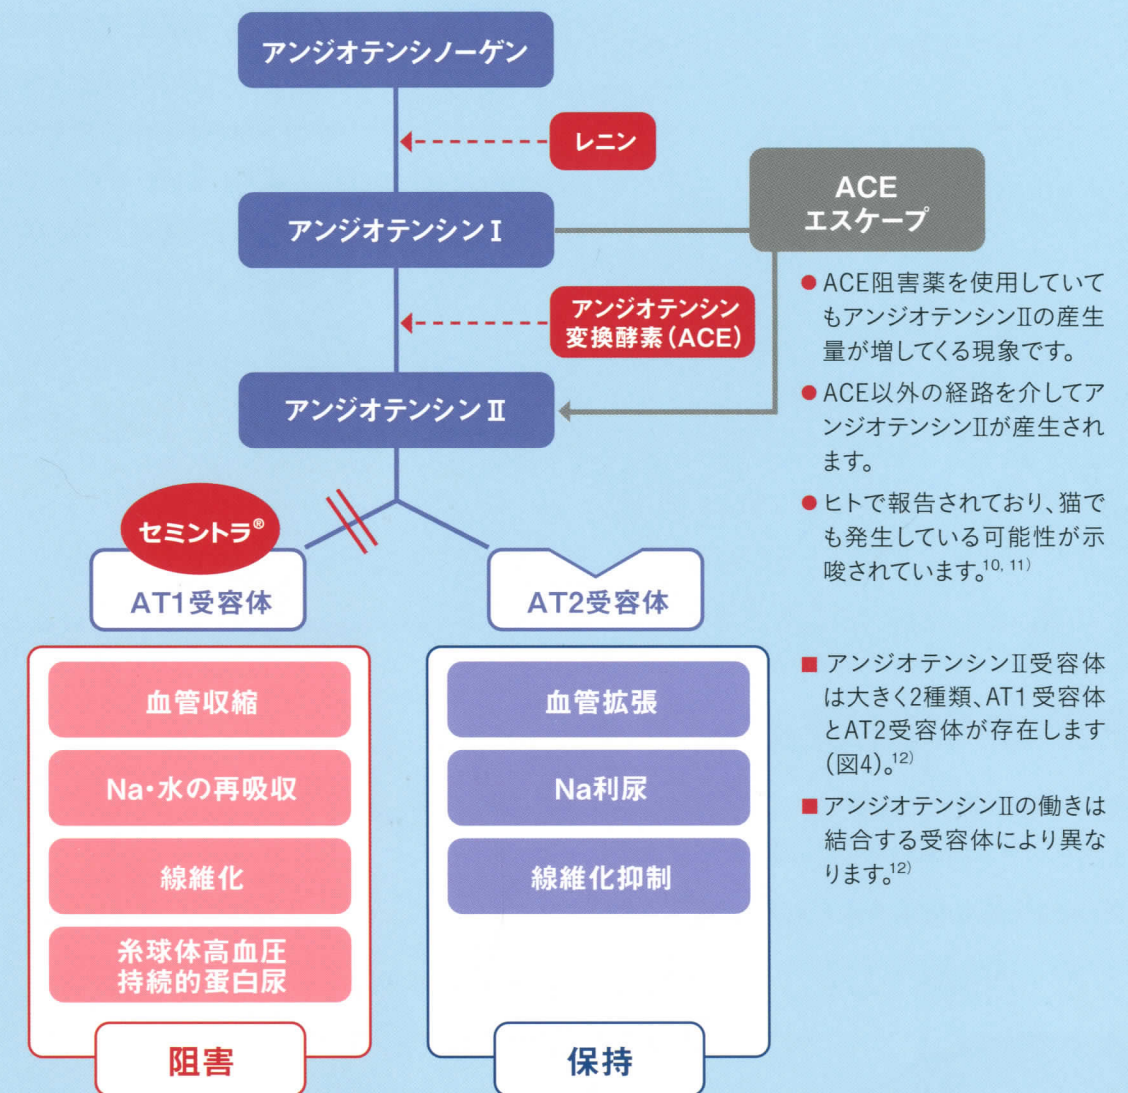 アンジオテンシノーゲン
レニン
アンジオテンシンⅠ
ACE
エスケープ
アンジオテンシン
変換酵素(ACE)
アンジオテンシンⅡ
● ACE阻害薬を使用していて
もアンジオテンシンⅡの産生
量が増してくる現象です。
● ACE以外の経路を介してア
ンジオテンシンⅡが産生され
ます。
● ヒトで報告されており、猫で
も発生している可能性が示
唆されています。10, 11)
セミントラ®
AT1受容体
AT2受容体
血管収縮
Na・水の再吸収
線維化
糸球体高血圧
持続的蛋白尿
阻害
血管拡張
Na利尿
線維化抑制
保持
■ アンジオテンシンⅡ受容体
は大きく2種類、AT1受容体
とAT2受容体が存在します
(図4)。12)
■ アンジオテンシンⅡの働きは
結合する受容体により異な
ります。12)